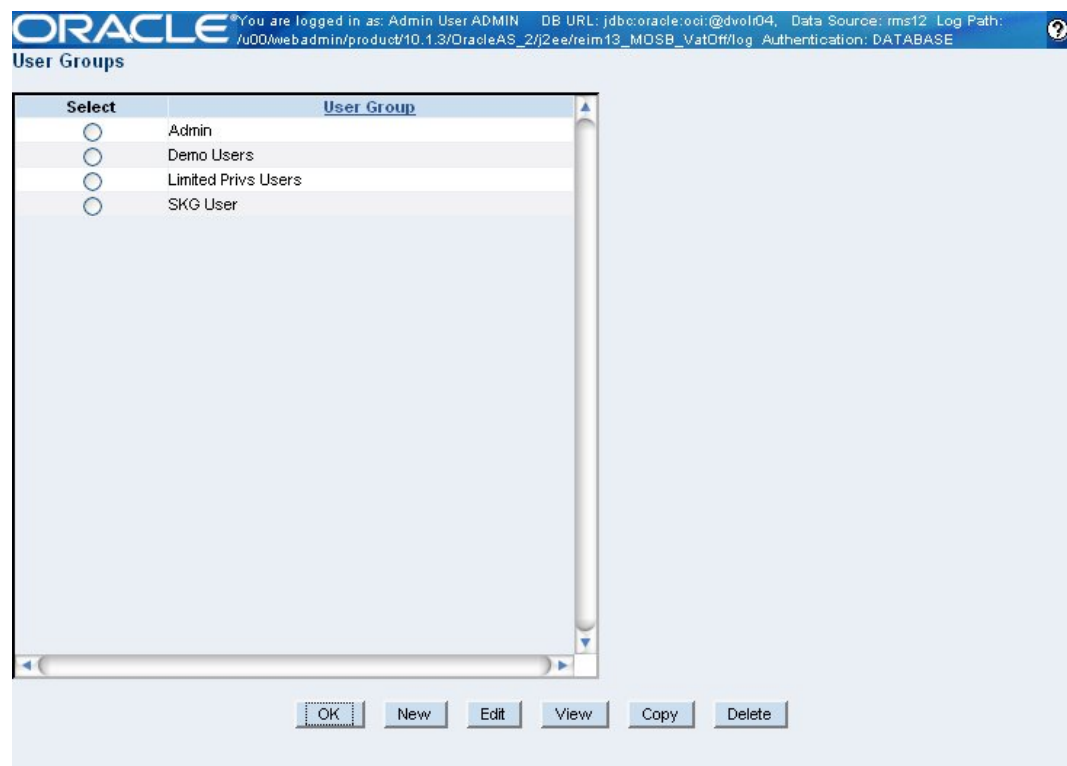 ORACLE® You are logged in as: Admin User ADMIN DB URL: jdbc:oracle:oci:@dvolr04, Data Source: rms12 Log Path:
/u00/webadmin/product/10.1.3/OracleAS_2/j2ee/reim13_MOSB_VatOff/log Authentication: DATABASE
?
User Groups
Select User Group
Admin
Demo Users
Limited Privs Users
SKG User
OK New Edit View Copy Delete